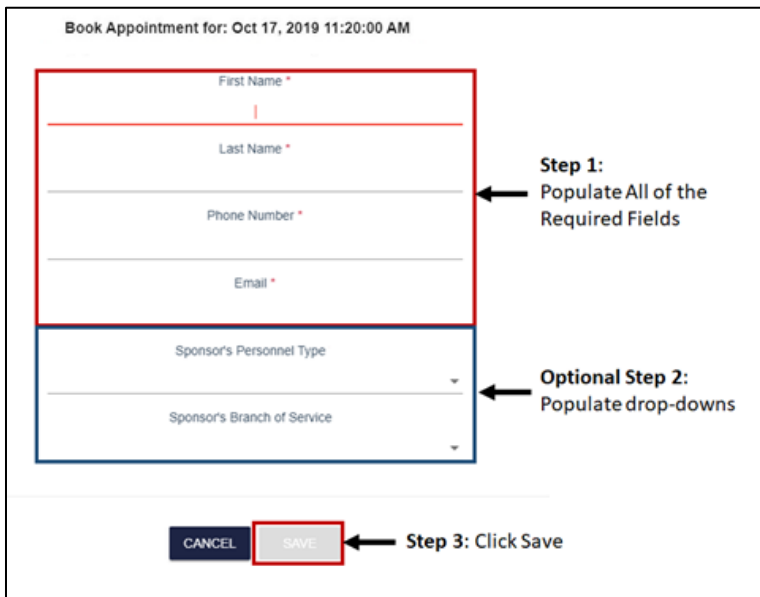 Book Appointment for: Oct 17, 2019 11:20:00 AM
First Name *
Last Name *
Step 1:
Populate All of the
Required Fields
Phone Number *
Email *
Sponsor's Personnel Type
Optional Step 2:
Populate drop-downs
Sponsor's Branch of Service
CANCEL
SAVE
Step 3: Click Save